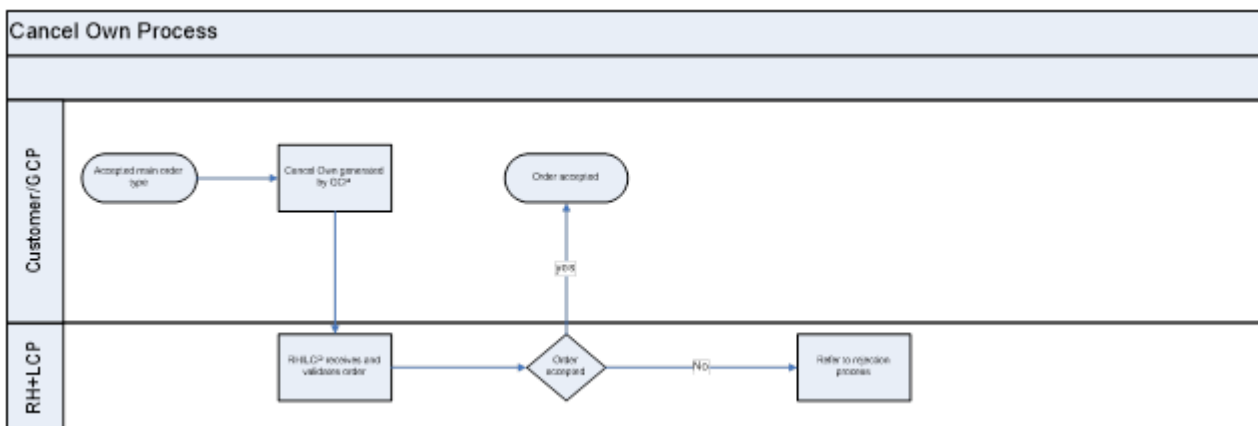 Cancel Own Process
Customer/GCP
Accepted main order
type
Cancel Own generated
by GCP
Order accepted
yes
RH+LCP
RH/LCP receives and
validates order
Order
accepted
No
Refer to rejection
process